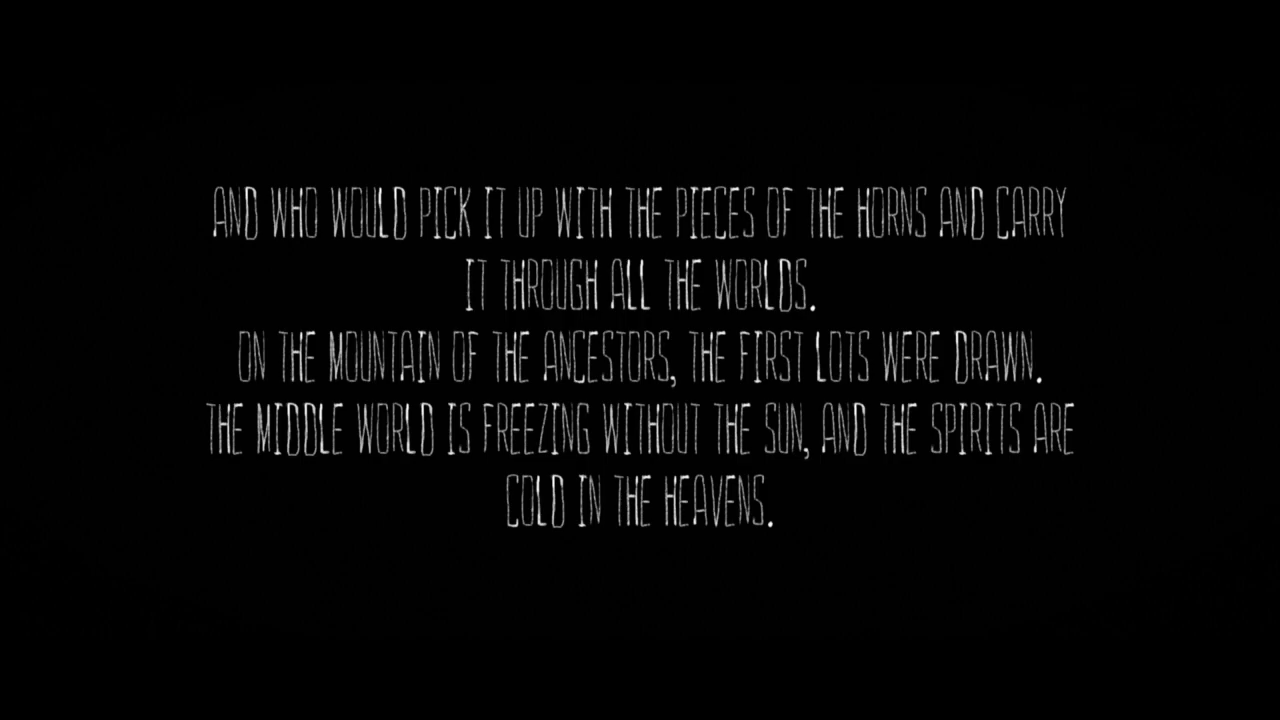 AND WHO WOULD PICK IT UP WITH THE PIECES OF THE HORNS AND CARRY
IT THROUGH ALL THE WORLDS.
ON THE MOUNTAIN OF THE ANCESTORS, THE FIRST LOTS WERE DRAWN.
THE MIDDLE WORLD IS FREEZING WITHOUT THE SUN, AND THE SPIRITS ARE
COLD IN THE HEAVENS.